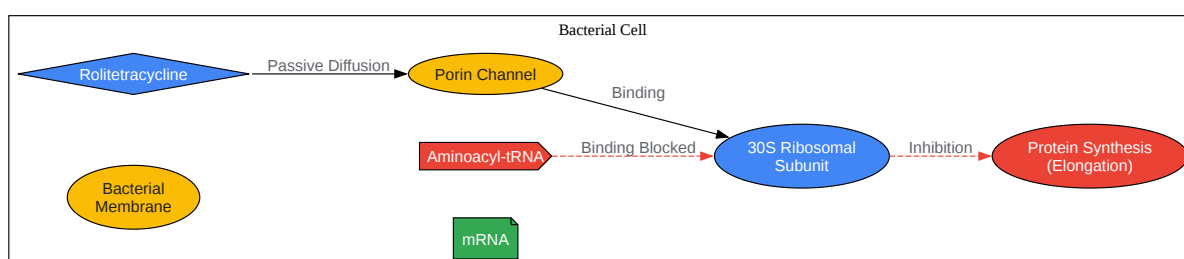 Bacterial Cell
Rolitetracycline
Passive Diffusion
Porin Channel
Binding
Aminoacyl-tRNA
Binding Blocked
30S Ribosomal
Subunit
Inhibition
Protein Synthesis
(Elongation)
Bacterial
Membrane
mRNA